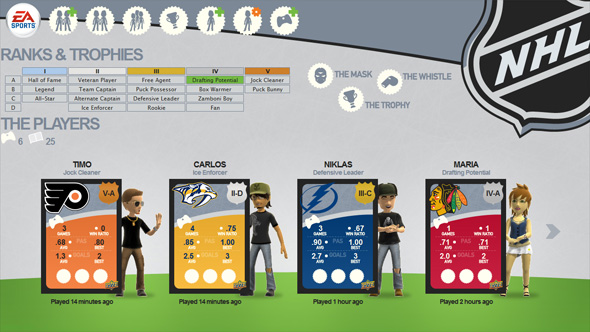 EA
SPORTS
NHL
RANKS & TROPHIES
I II III IV V
A Hall of Fame Veteran Player Free Agent Drafting Potential Jock Cleaner
B Legend Team Captain Puck Possessor Box Warmer Puck Bunny
C All-Star Alternate Captain Defensive Leader Zamboni Boy
D Ice Enforcer Rookie Fan
THE MASK
THE WHISTLE
THE TROPHY
THE PLAYERS
6 25
TIMO
Jock Cleaner
V-A
3 0
GAMES WIN RATIO
.68 PAS .80
AVG BEST
GOALS
1.3 2
AVG BEST
Played 14 minutes ago
CARLOS
Ice Enforcer
II-D
4 .75
GAMES WIN RATIO
.85 PAS 1.00
AVG BEST
GOALS
2.5 3
AVG BEST
Played 14 minutes ago
NIKLAS
Defensive Leader
III-C
3 .67
GAMES WIN RATIO
.90 PAS 1.00
AVG BEST
GOALS
2.7 3
AVG BEST
Played 1 hour ago
MARIA
Drafting Potential
IV-A
1 1
GAMES WIN RATIO
.71 PAS .71
AVG BEST
GOALS
2.0 2
AVG BEST
Played 2 hours ago